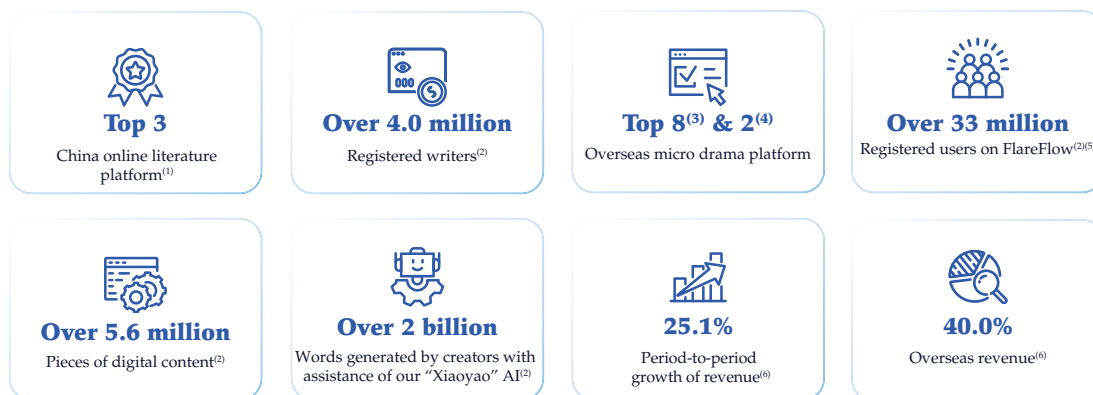 Top 3
China online literature
platform(1)
Over 4.0 million
Registered writers(2)
Top 8(3) & 2(4)
Overseas micro drama platform
Over 33 million
Registered users on FlareFlow(2)(5)
Over 5.6 million
Pieces of digital content(2)
Over 2 billion
Words generated by creators with
assistance of our “Xiaoyao” AI(2)
25.1%
Period-to-period
growth of revenue(6)
40.0%
Overseas revenue(6)